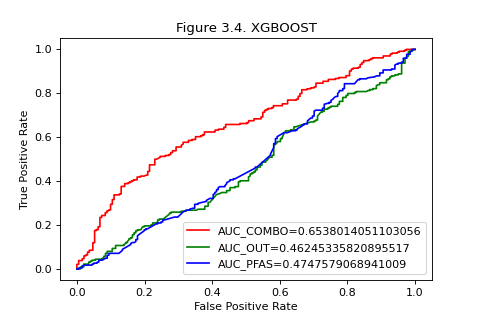 Figure 3.4. XGBOOST
1.0
0.8
0.6
0.4
0.2
0.0
True Positive Rate
AUC_COMBO=0.6538014051103056
AUC_OUT=0.46245335820895517
AUC_PFAS=0.4747579068941009
0.0 0.2 0.4 0.6 0.8 1.0
False Positive Rate